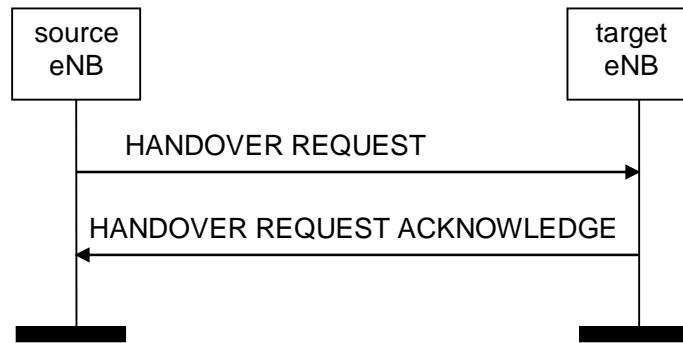 source
eNB
target
eNB
HANDOVER REQUEST
HANDOVER REQUEST ACKNOWLEDGE